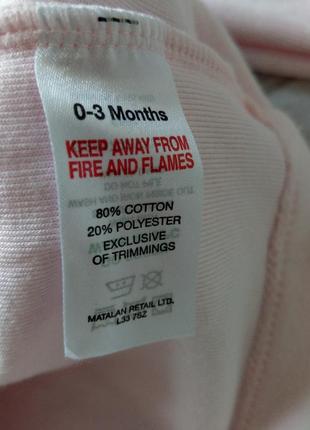 0-3 Months
KEEP AWAY FROM
FIRE AND FLAMES
80% COTTON
20% POLYESTER
EXCLUSIVE
OF TRIMMINGS
MATALAN RETAIL LTD.
L33 7SZ